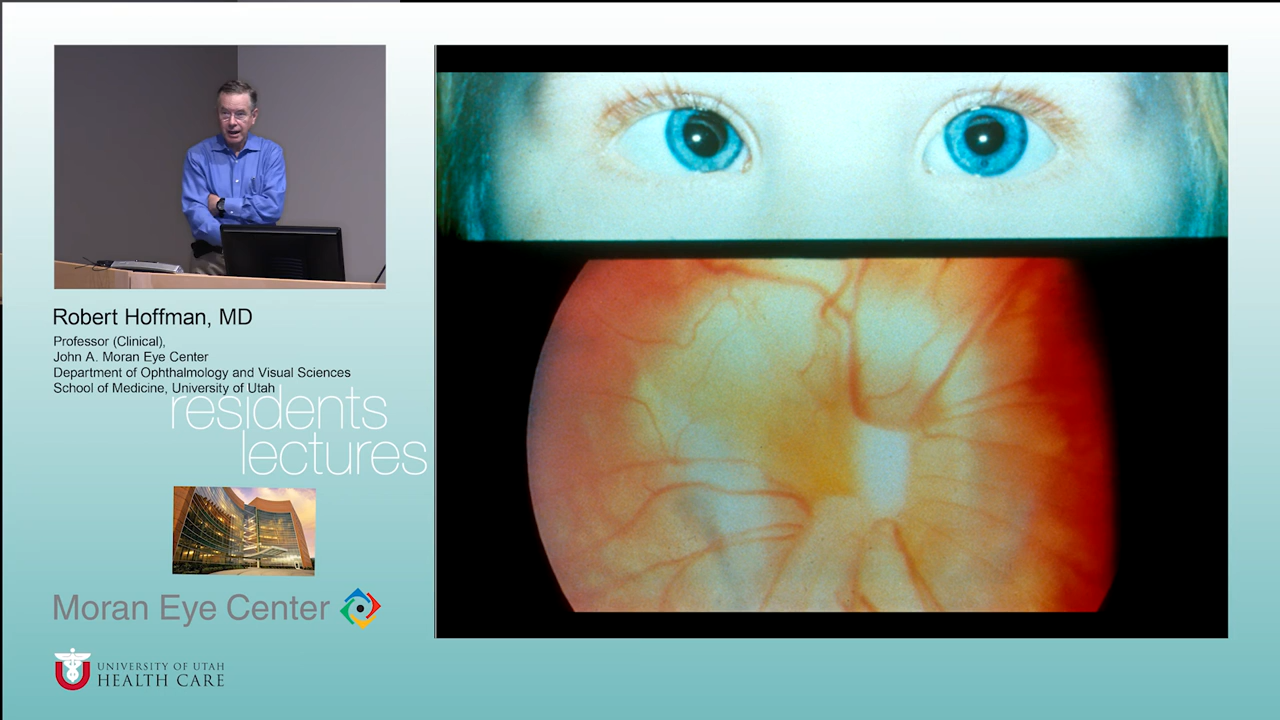 Robert Hoffman, MD
Professor (Clinical),
John A. Moran Eye Center
Department of Ophthalmology and Visual Sciences
School of Medicine, University of Utah
residents
lectures
Moran Eye Center
UNIVERSITY OF UTAH
HEALTH CARE